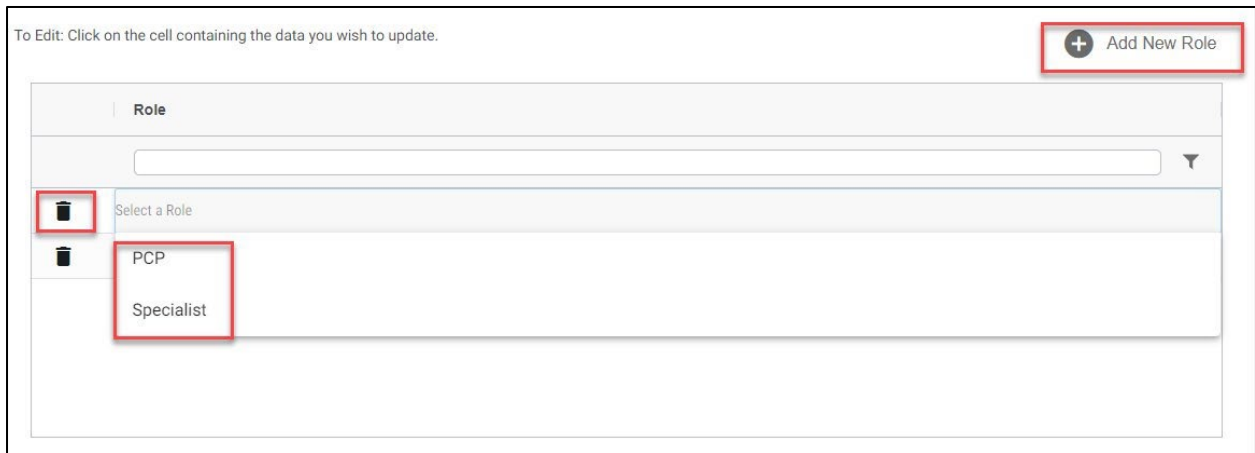 To Edit: Click on the cell containing the data you wish to update.
Add New Role
Role
Select a Role
PCP
Specialist